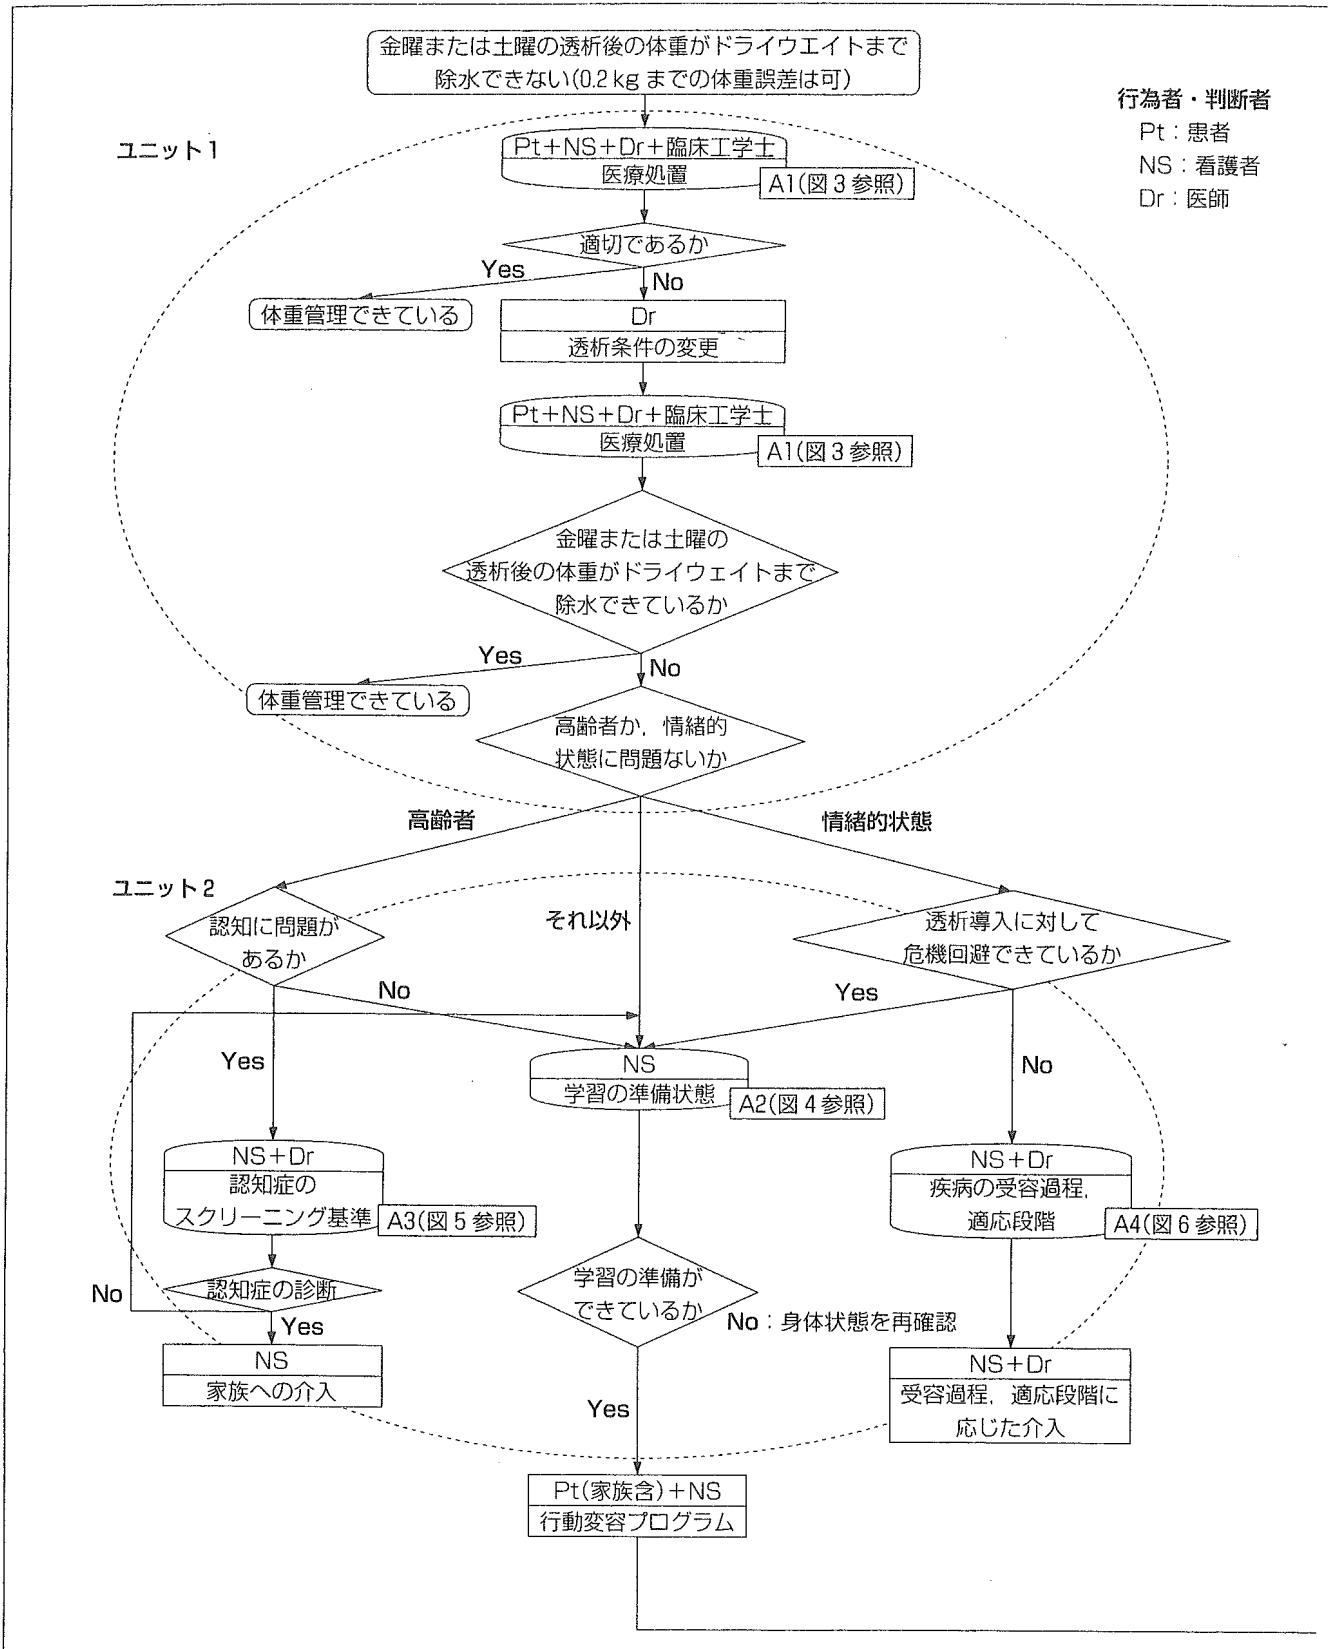 金曜または土曜の透析後の体重がドライウエイトまで
除水できない(0.2 kg までの体重誤差は可)
行為者・判断者
Pt：患者
NS：看護者
Dr：医師
ユニット1
Pt+NS+Dr+臨床工学士
医療処置
A1(図3参照)
適切であるか
Yes
No
体重管理できている
Dr
透析条件の変更
Pt+NS+Dr+臨床工学士
医療処置
A1(図3参照)
金曜または土曜の
透析後の体重がドライウェイトまで
除水できているか
Yes
No
体重管理できている
高齢者か，情緒的
状態に問題ないか
高齢者
情緒的状態
ユニット2
それ以外
認知に問題が
あるか
透析導入に対して
危機回避できているか
No
Yes
Yes
No
NS
学習の準備状態
A2(図4参照)
NS+Dr
認知症の
スクリーニング基準
A3(図5参照)
NS+Dr
疾病の受容過程，
適応段階
A4(図6参照)
認知症の診断
No
Yes
学習の準備が
できているか
No：身体状態を再確認
NS
家族への介入
NS+Dr
受容過程，適応段階に
応じた介入
Yes
Pt(家族含)+NS
行動変容プログラム